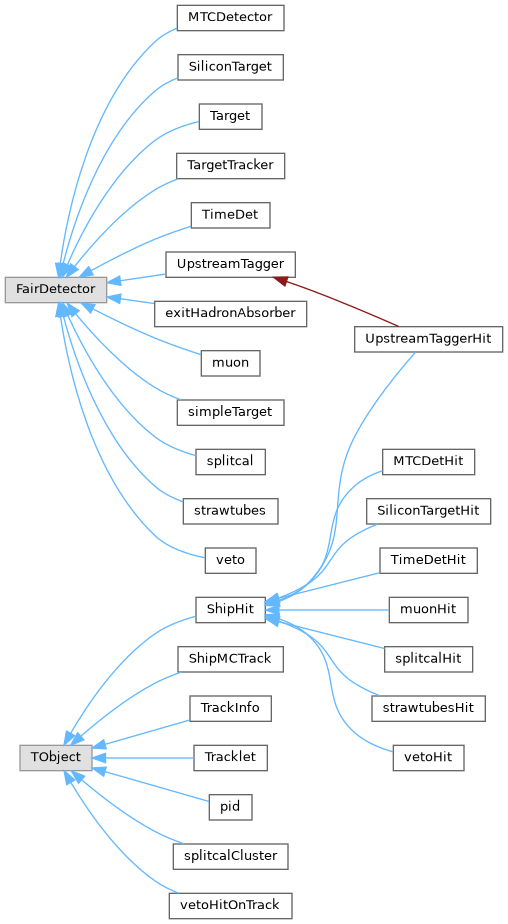 MTCDetector
SiliconTarget
Target
TargetTracker
TimeDet
UpstreamTagger
FairDetector
exitHadronAbsorber
UpstreamTaggerHit
muon
simpleTarget
splitcal
MTCDetHit
strawtubes
SiliconTargetHit
veto
TimeDetHit
ShipHit
muonHit
ShipMCTrack
splitcalHit
TrackInfo
strawtubesHit
TObject
Tracklet
vetoHit
pid
splitcalCluster
vetoHitOnTrack